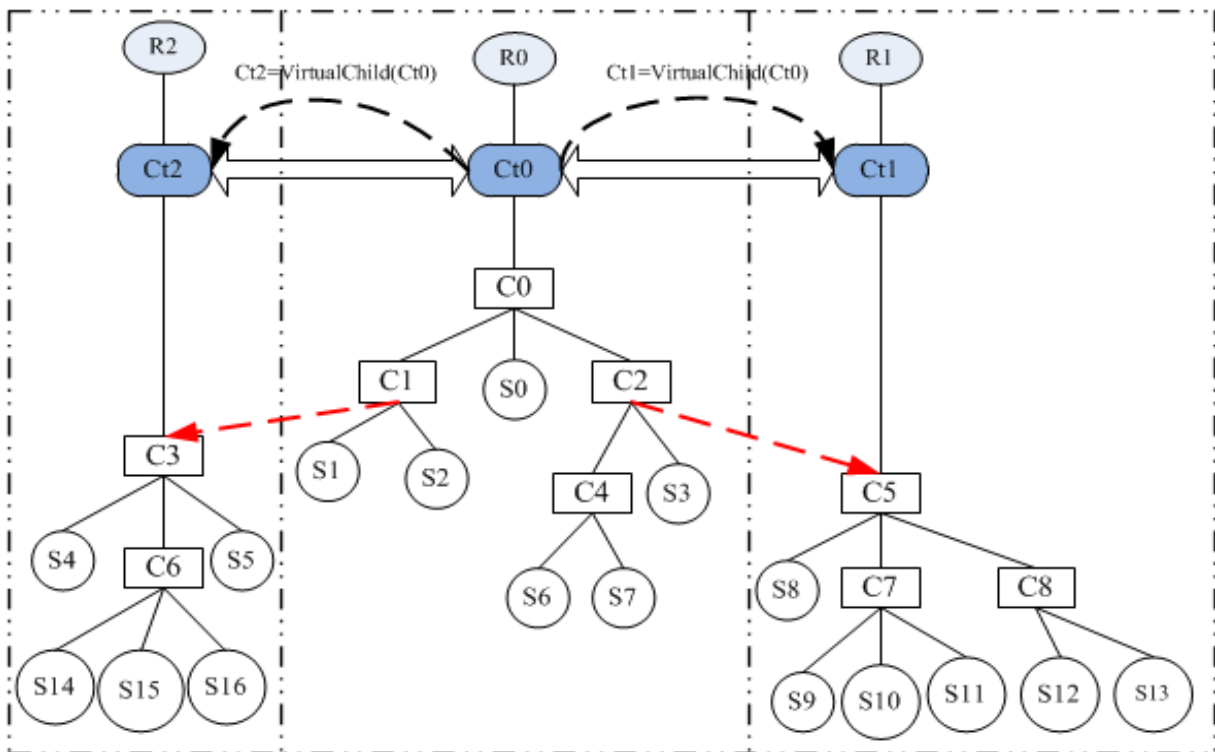 R2
R0
R1
Ct2=VirtualChild(Ct0)
Ct1=VirtualChild(Ct0)
Ct2
Ct0
Ct1
C0
C1
S0
C2
C3
S1
S2
C4
S3
C5
S4
C6
S5
S6
S7
S8
C7
C8
S14
S15
S16
S9
S10
S11
S12
S13